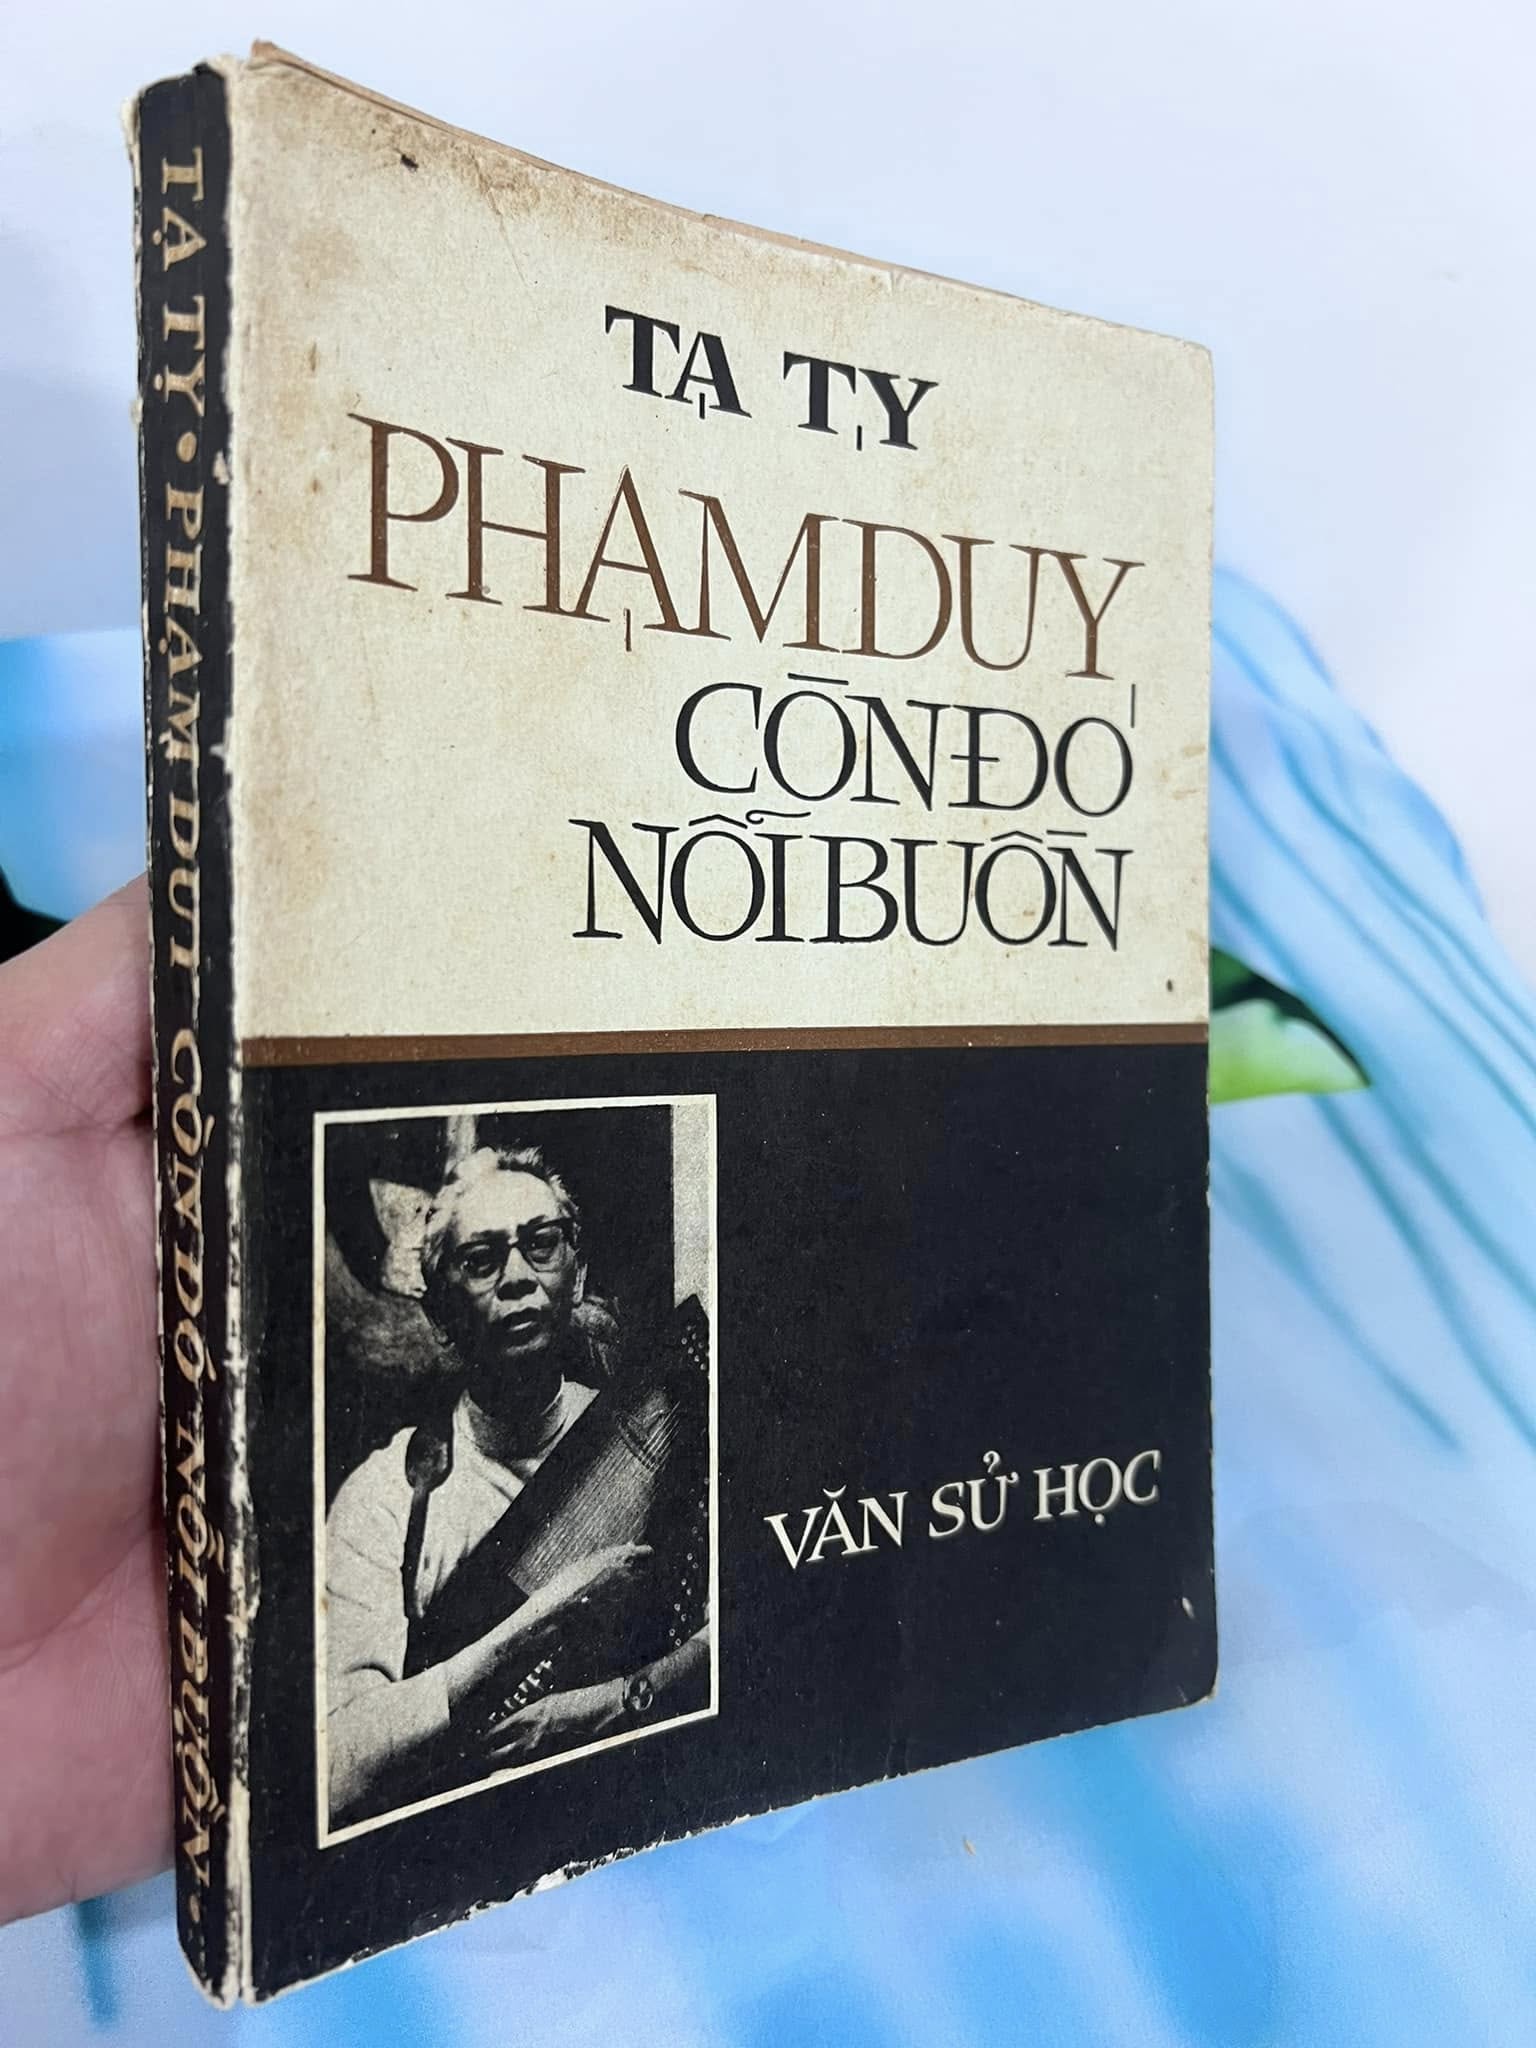 TẠ TỴ
PHẠM DUY
CÒN ĐÓ
NỖI BUỒN
VĂN SỬ HỌC
TẠ TỴ • PHẠM DUY CÒN ĐÓ NỖI BUỒN •